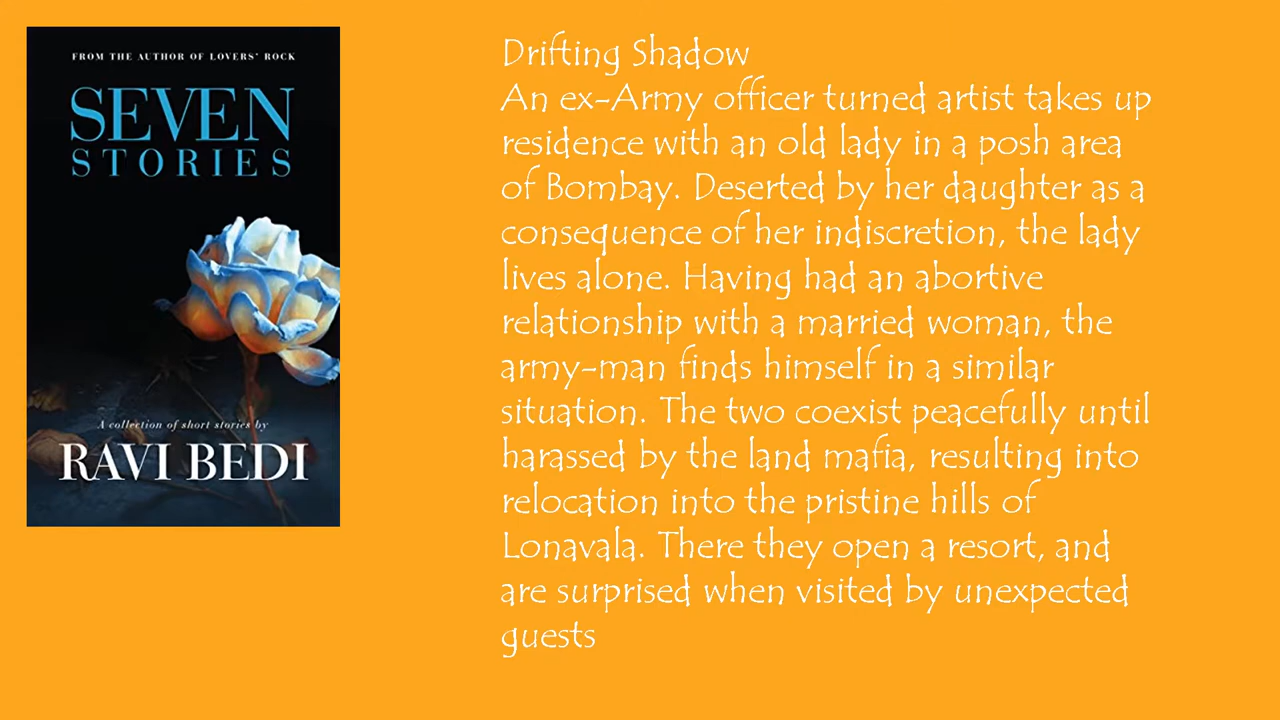 FROM THE AUTHOR OF LOVERS' ROCK
SEVEN
STORIES
A collection of short stories by
RAVI BEDI
Drifting Shadow
An ex-Army officer turned artist takes up
residence with an old lady in a posh area
of Bombay. Deserted by her daughter as a
consequence of her indiscretion, the lady
lives alone. Having had an abortive
relationship with a married woman, the
army-man finds himself in a similar
situation. The two coexist peacefully until
harassed by the land mafia, resulting into
relocation into the pristine hills of
Lonavala. There they open a resort, and
are surprised when visited by unexpected
guests